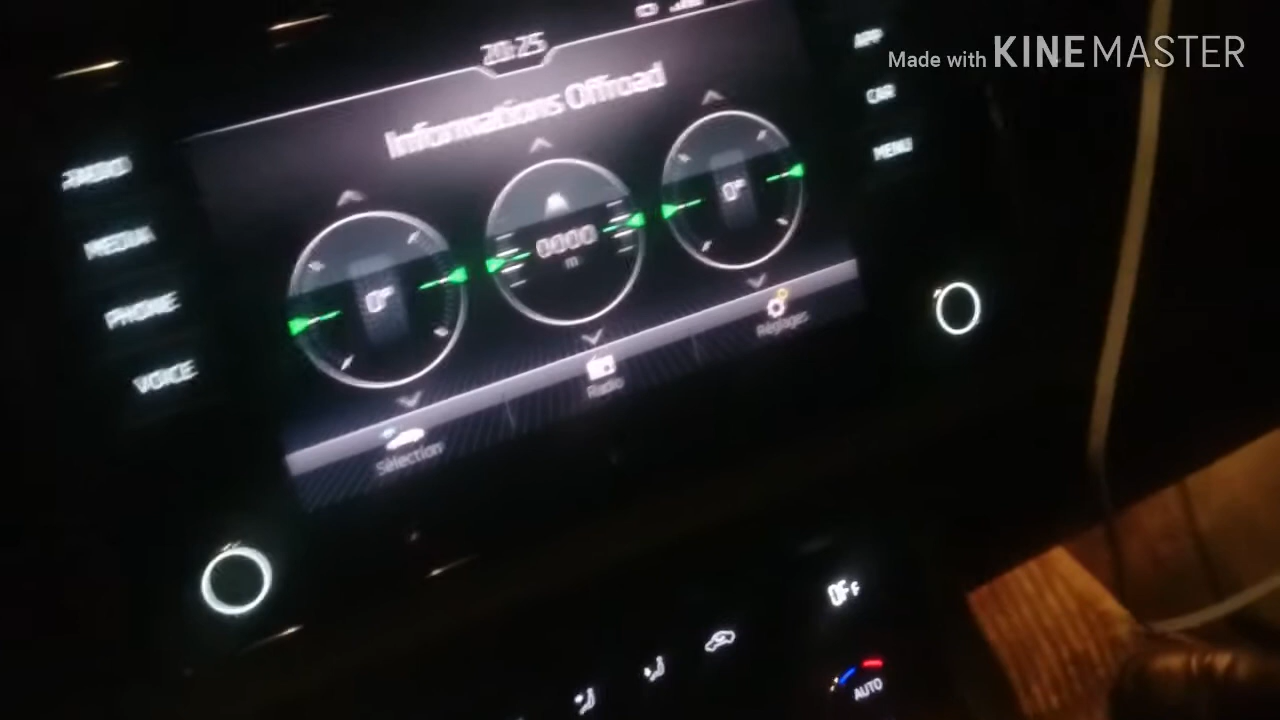 Made with KINEMASTER
20:25
Informations Offroad
RADIO
MEDIA
PHONE
VOICE
APP
CAR
MENU
0°
0000
m
0°
Sélection
Radio
Réglages
OFF
AUTO